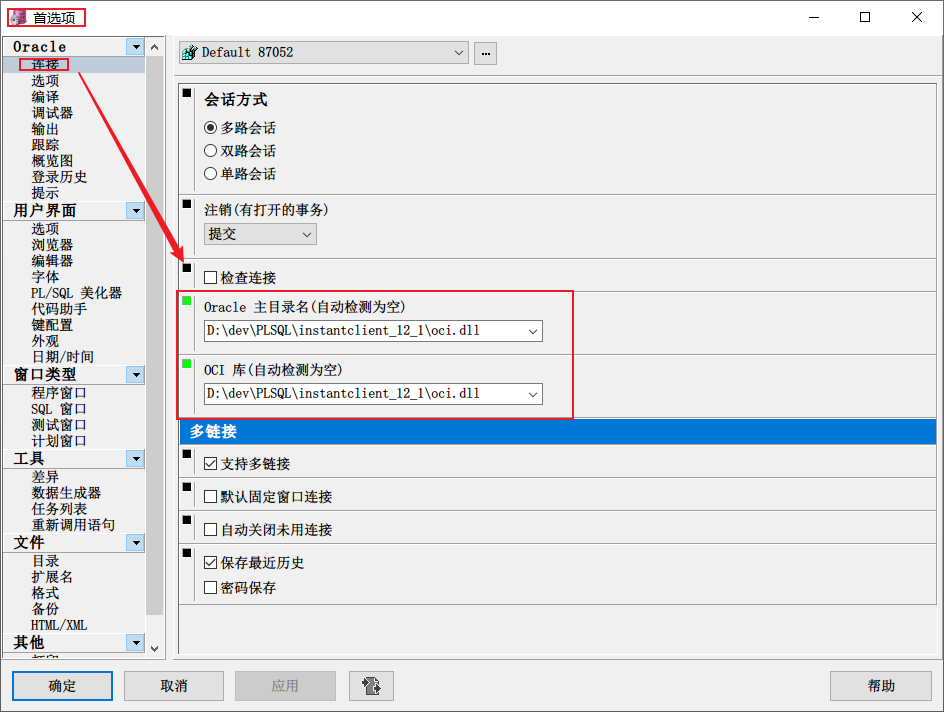 首选项
Oracle
连接
选项
编译
调试器
输出
跟踪
概览图
登录历史
提示
用户界面
选项
浏览器
编辑器
字体
PL/SQL 美化器
代码助手
键配置
外观
日期/时间
窗口类型
程序窗口
SQL 窗口
测试窗口
计划窗口
工具
差异
数据生成器
任务列表
重新调用语句
文件
目录
扩展名
格式
备份
HTML/XML
其他
Default 87052
...
会话方式
多路会话
双路会话
单路会话
注销(有打开的事务)
提交
检查连接
Oracle 主目录名(自动检测为空)
D:\dev\PLSQL\instantclient_12_1\oci.dll
OCI 库(自动检测为空)
D:\dev\PLSQL\instantclient_12_1\oci.dll
多链接
支持多链接
默认固定窗口连接
自动关闭未用连接
保存最近历史
密码保存
确定
取消
应用
帮助